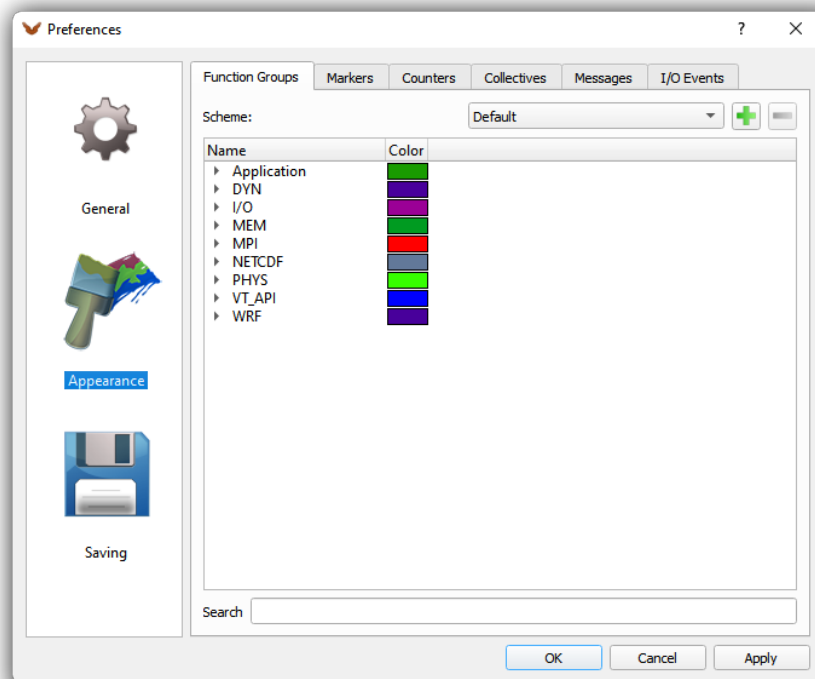 Preferences
?
General
Appearance
Saving
Function Groups Markers Counters Collectives Messages I/O Events
Scheme: Default
Name Color
Application
DYN
I/O
MEM
MPI
NETCDF
PHYS
VT_API
WRF
Search
OK Cancel Apply